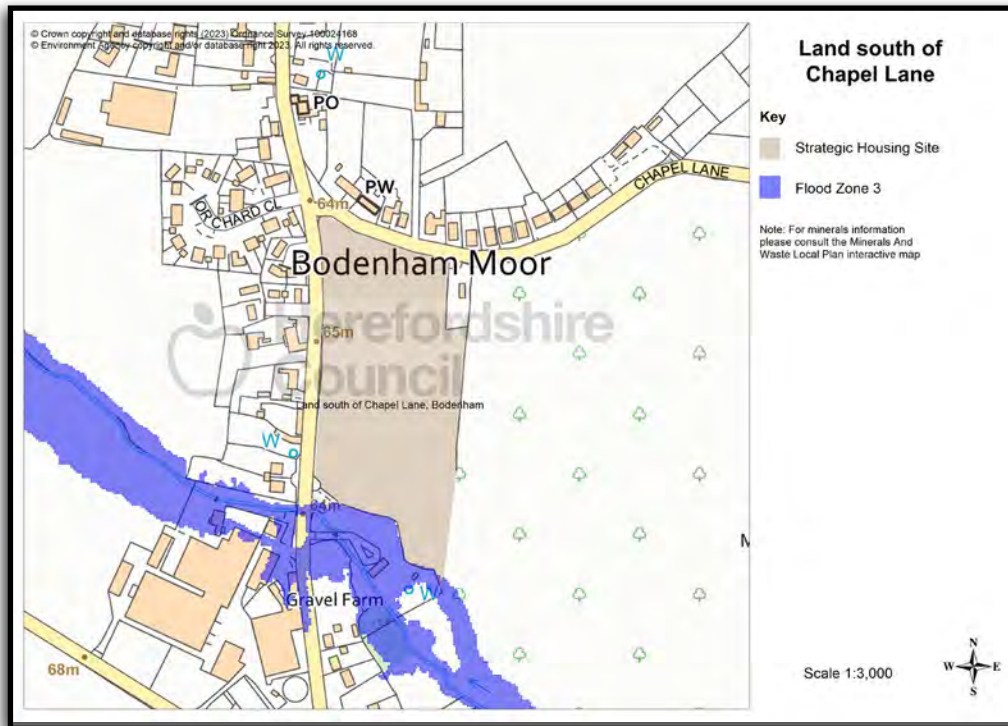 © Crown copyright and database rights (2023) Ordnance Survey 100024168
© Environment Agency copyright and/or database right 2023. All rights reserved.
Land south of
Chapel Lane
Key
Strategic Housing Site
Flood Zone 3
Note: For minerals information
please consult the Minerals And
Waste Local Plan interactive map
W
PO
PW
CHAPEL LANE
ORCHARD CL
64m
Bodenham Moor
65m
Herefordshire
Council
Land south of Chapel Lane, Bodenham
W
64m
W
Gravel Farm
68m
Scale 1:3,000
N
W
E
S